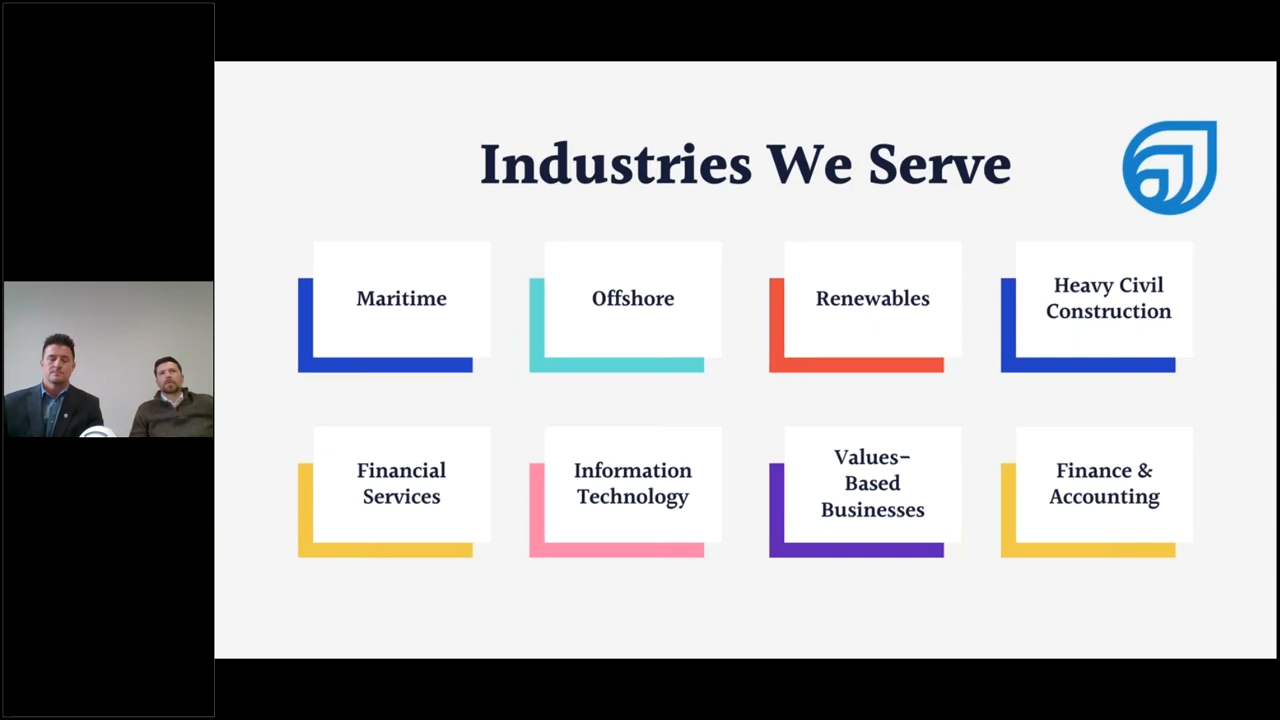 Industries We Serve
Maritime
Offshore
Renewables
Heavy Civil
Construction
Financial
Services
Information
Technology
Values-
Based
Businesses
Finance &
Accounting